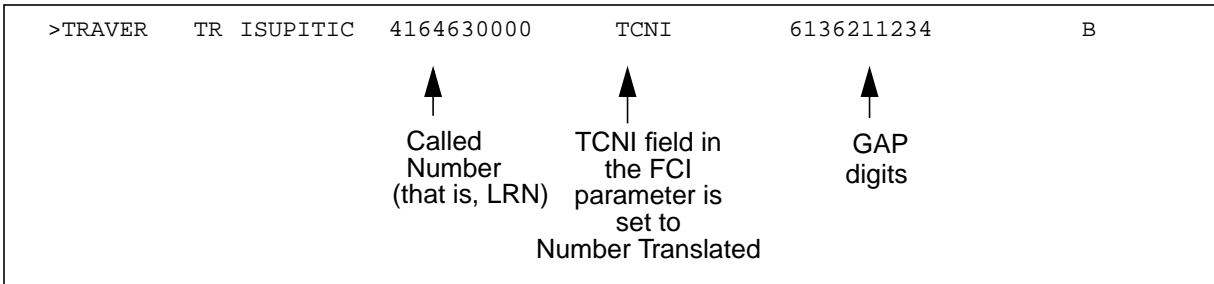 >TRAVER TR ISUPITIC 4164630000 TCNI 6136211234 B
Called
Number
(that is, LRN)
TCNI field in
the FCI
parameter is
set to
Number Translated
GAP
digits